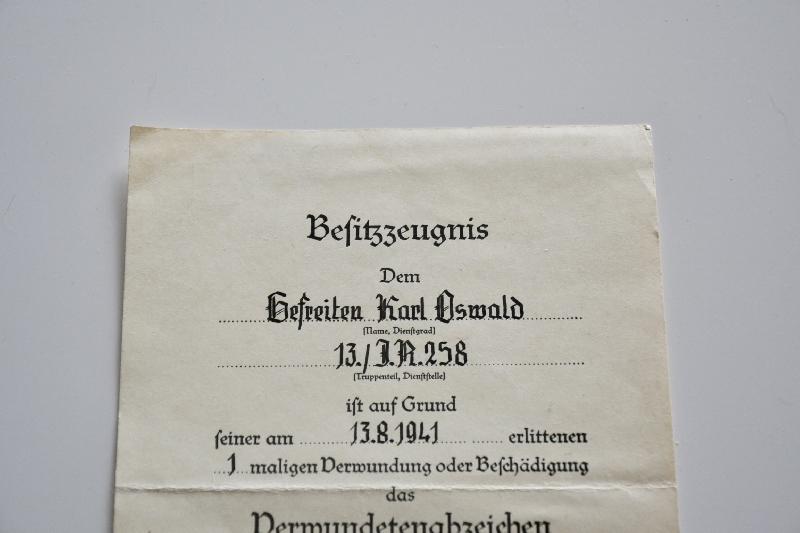 Besitzzeugnis
Dem
Gefreiten Karl Oswald
(Name, Dienstgrad)
13./J.R.258
(Truppenteil, Dienststelle)
ist auf Grund
seiner am 13.8.1941 erlittenen
1 maligen Verwundung oder Beschädigung
das
Verwundetenabzeichen